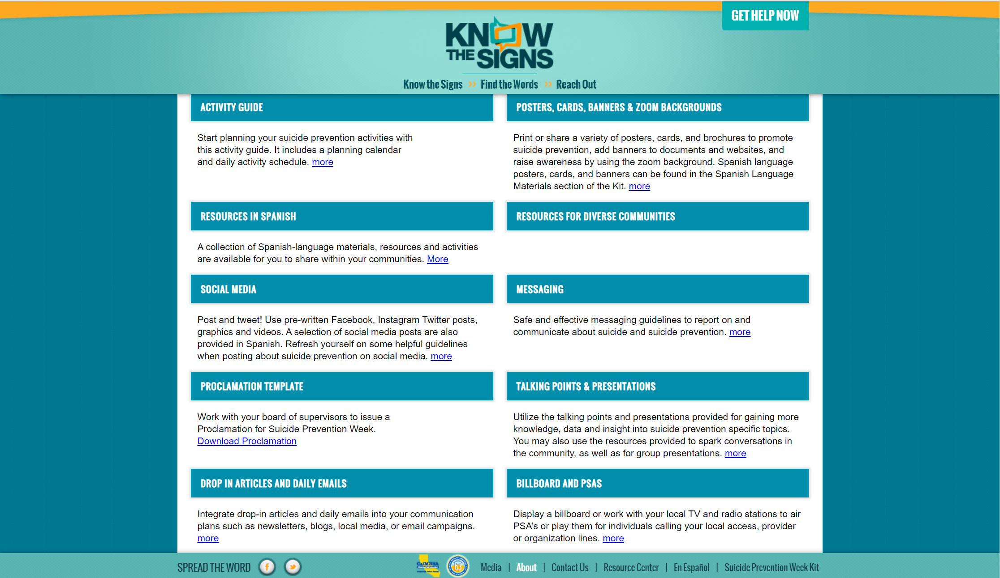 GET HELP NOW
KNOW
THE SIGNS
Know the Signs >> Find the Words >> Reach Out
ACTIVITY GUIDE
Start planning your suicide prevention activities with
this activity guide. It includes a planning calendar
and daily activity schedule. more
POSTERS, CARDS, BANNERS & ZOOM BACKGROUNDS
Print or share a variety of posters, cards, and brochures to promote
suicide prevention, add banners to documents and websites, and
raise awareness by using the zoom background. Spanish language
posters, cards, and banners can be found in the Spanish Language
Materials section of the Kit. more
RESOURCES IN SPANISH
A collection of Spanish-language materials, resources and activities
are available for you to share within your communities. More
RESOURCES FOR DIVERSE COMMUNITIES
SOCIAL MEDIA
Post and tweet! Use pre-written Facebook, Instagram Twitter posts,
graphics and videos. A selection of social media posts are also
provided in Spanish. Refresh yourself on some helpful guidelines
when posting about suicide prevention on social media. more
MESSAGING
Safe and effective messaging guidelines to report on and
communicate about suicide and suicide prevention. more
PROCLAMATION TEMPLATE
Work with your board of supervisors to issue a
Proclamation for Suicide Prevention Week.
Download Proclamation
TALKING POINTS & PRESENTATIONS
Utilize the talking points and presentations provided for gaining more
knowledge, data and insight into suicide prevention specific topics.
You may also use the resources provided to spark conversations in
the community, as well as for group presentations. more
DROP IN ARTICLES AND DAILY EMAILS
Integrate drop-in articles and daily emails into your communication
plans such as newsletters, blogs, local media, or email campaigns.
more
BILLBOARD AND PSAS
Display a billboard or work with your local TV and radio stations to air
PSA's or play them for individuals calling your local access, provider
or organization lines. more
SPREAD THE WORD
CalMHSA
63
Media | About | Contact Us | Resource Center | En Español | Suicide Prevention Week Kit